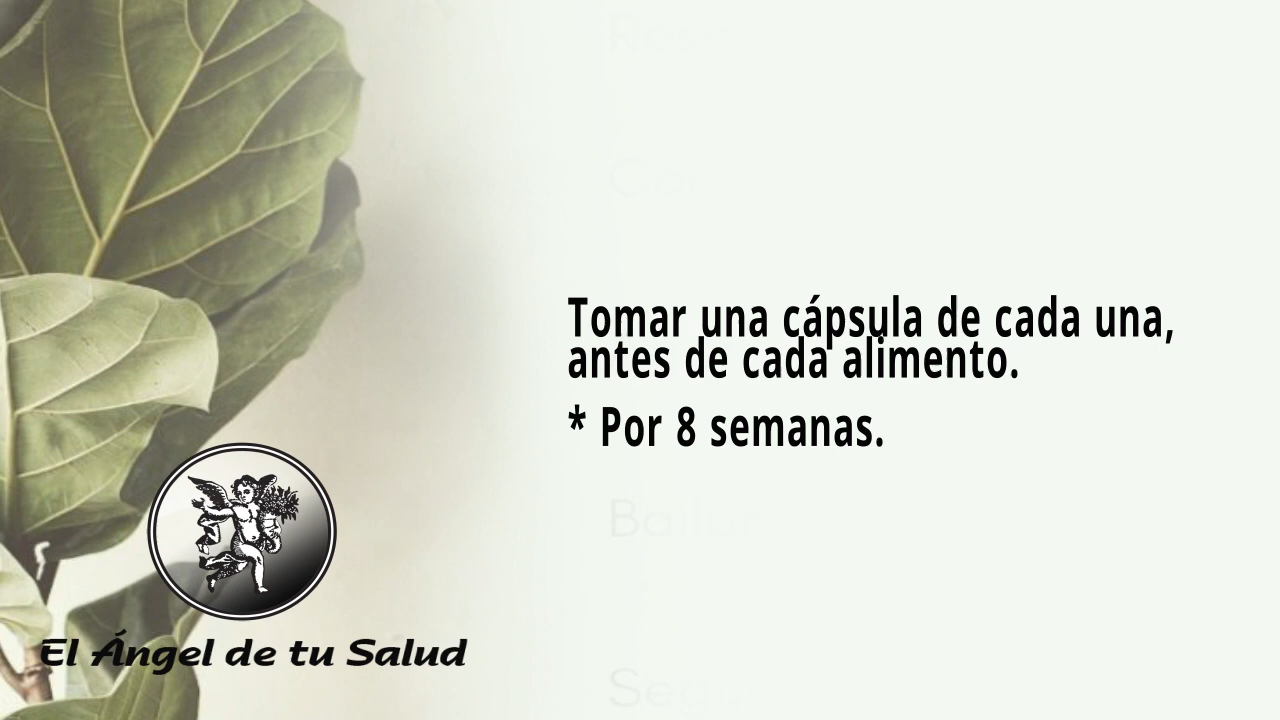 Tomar una cápsula de cada una,
antes de cada alimento.
* Por 8 semanas.
El Ángel de tu Salud